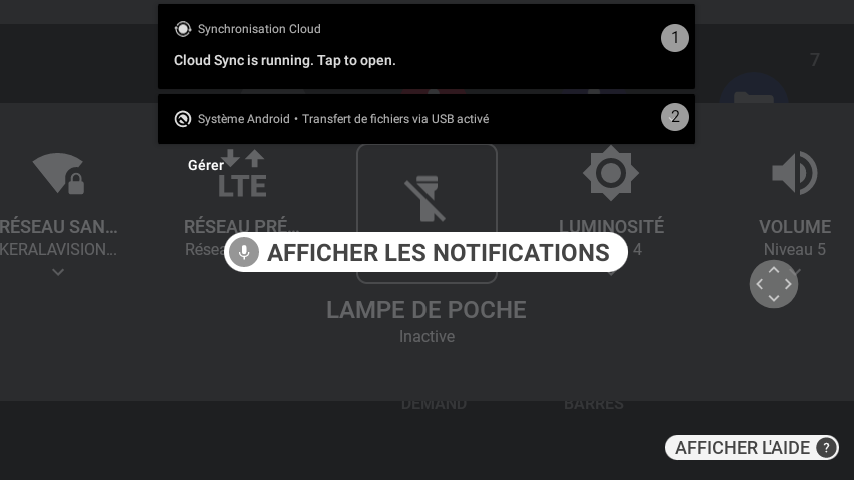 Synchronisation Cloud
1
Cloud Sync is running. Tap to open.
7
Système Android • Transfert de fichiers via USB activé
2
Gérer
LTE
RÉSEAU SAN…
RÉSEAU PRÉ…
LUMINOSITÉ
VOLUME
KERALAVISION…
Résea
4
Niveau 5
AFFICHER LES NOTIFICATIONS
LAMPE DE POCHE
Inactive
DEMAND
BARRES
AFFICHER L'AIDE ?